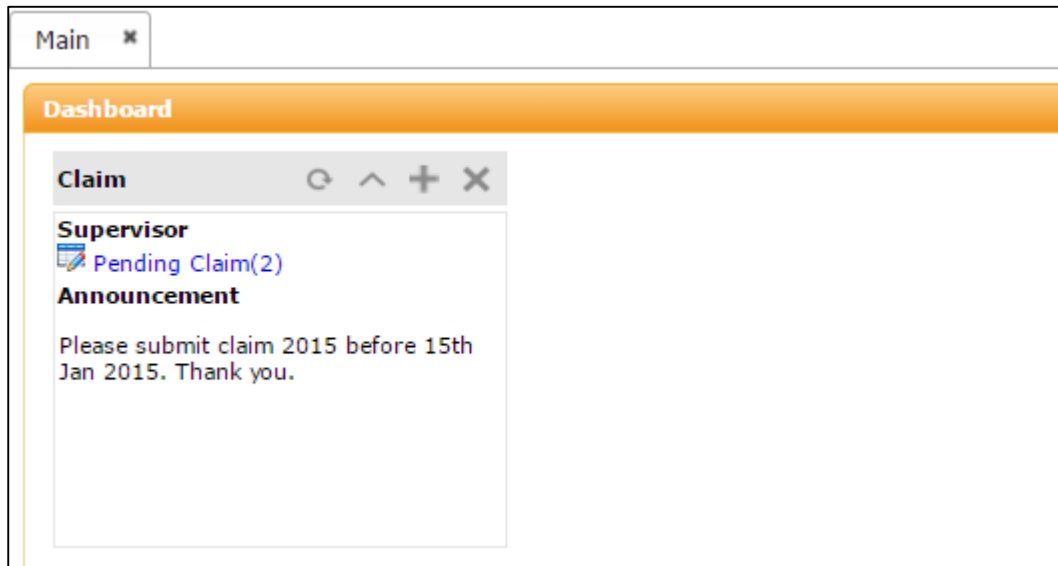 Main
Dashboard
Claim
Supervisor
Pending Claim(2)
Announcement
Please submit claim 2015 before 15th
Jan 2015. Thank you.